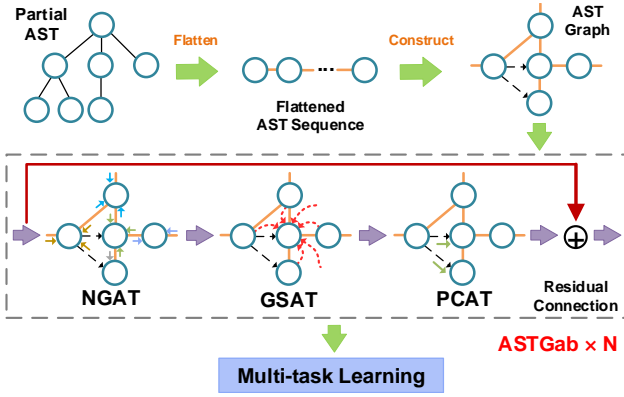 Partial
AST
Flatten
Construct
AST
Graph
...
Flattened
AST Sequence
NGAT
GSAT
PCAT
Residual
Connection
ASTGab × N
Multi-task Learning